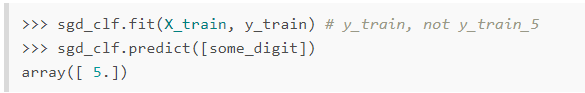 >>> sgd_clf.fit(X_train, y_train) # y_train, not y_train_5
>>> sgd_clf.predict([some_digit])
array([ 5.])